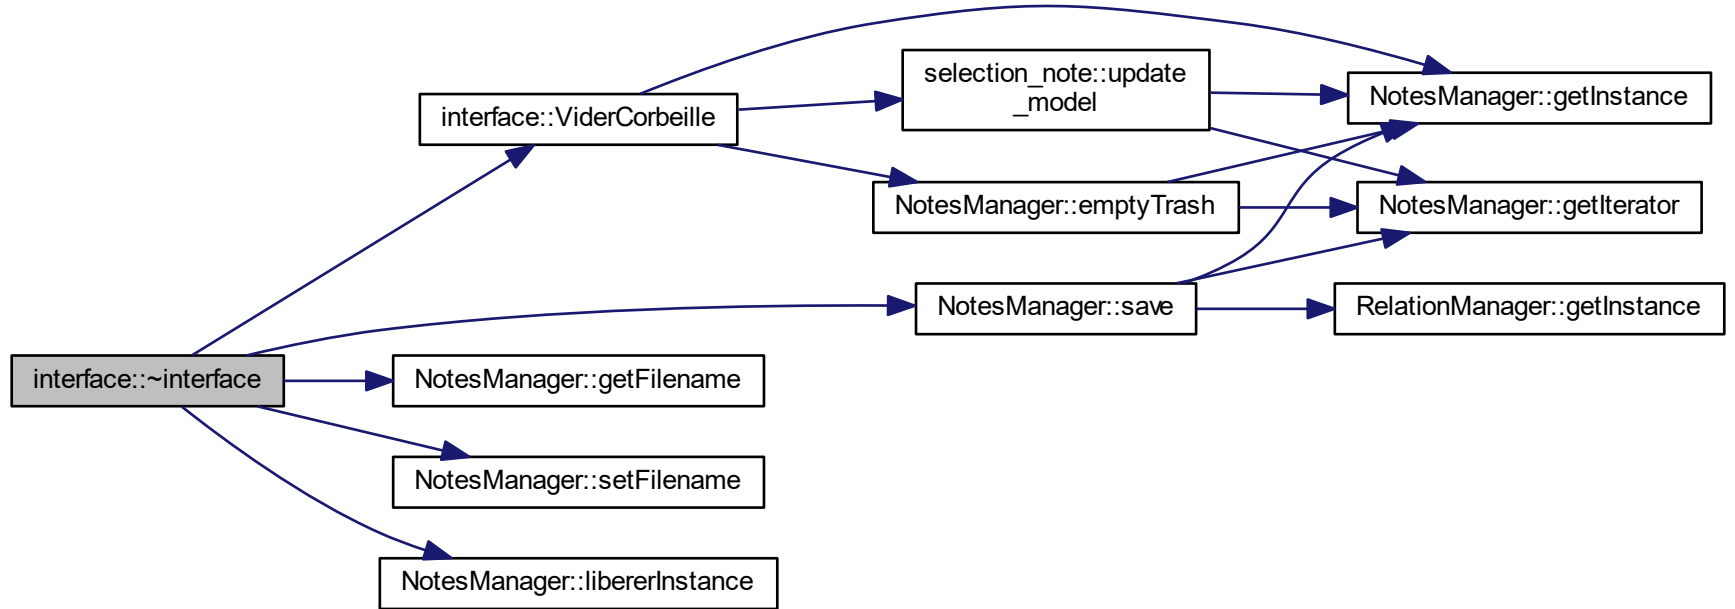 interface::~interface
interface::ViderCorbeille
selection_note::update
_model
NotesManager::getInstance
NotesManager::emptyTrash
NotesManager::getIterator
NotesManager::save
RelationManager::getInstance
NotesManager::getFilename
NotesManager::setFilename
NotesManager::libererInstance